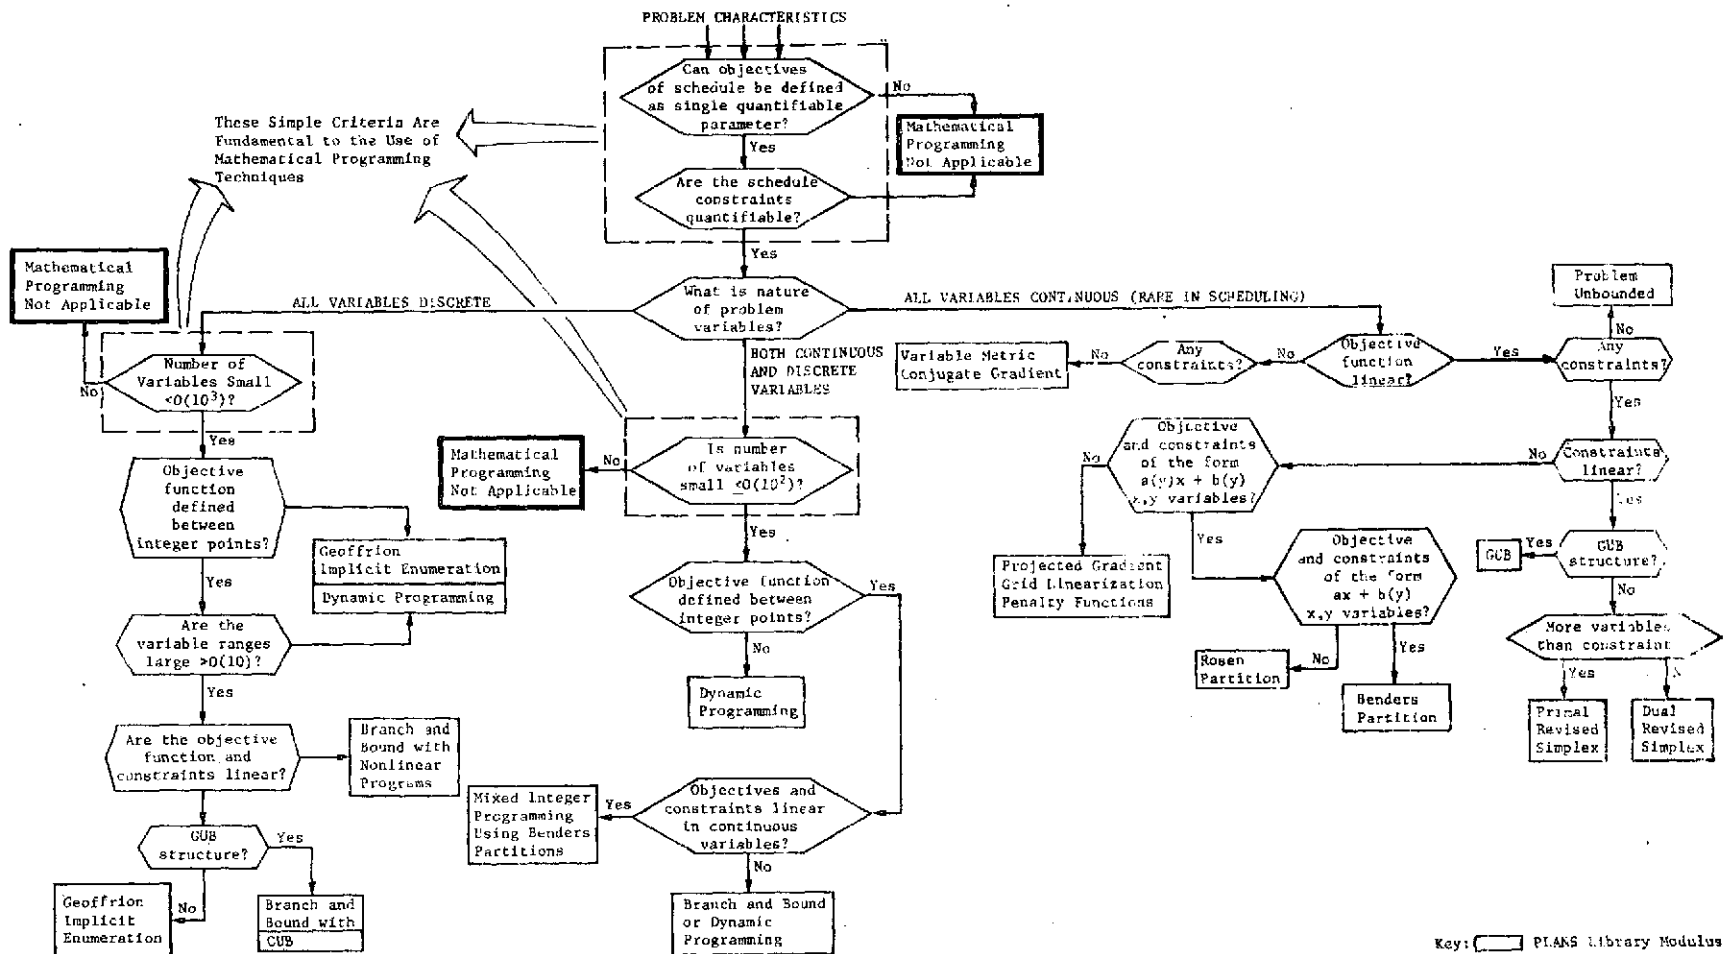 PROBLEM CHARACTERISTICS
Can objectives
of schedule be defined
as single quantifiable
parameter?
No
Mathematical
Programming
Not Applicable
Yes
Are the schedule
constraints
quantifiable?
Yes
These Simple Criteria Are
Fundamental to the Use of
Mathematical Programming
Techniques
What is nature
of problem
variables?
ALL VARIABLES DISCRETE
ALL VARIABLES CONTINUOUS (RARE IN SCHEDULING)
BOTH CONTINUOUS
AND DISCRETE
VARIABLES
Mathematical
Programming
Not Applicable
No
Number of
Variables Small
<O(10³)?
Yes
Objective
function
defined
between
integer points?
Geoffrion
Implicit Enumeration
Dynamic Programming
Yes
Are the
variable ranges
large >O(10)?
Yes
Are the objective
function and
constraints linear?
Branch and
Bound with
Nonlinear
Programs
GUB
structure?
Yes
No
Geoffrion
Implicit
Enumeration
Branch and
Bound with
GUB
Mathematical
Programming
Not Applicable
No
Is number
of variables
small ≤O(10²)?
Yes
Objective function
defined between
integer points?
Yes
No
Dynamic
Programming
Objectives and
constraints linear
in continuous
variables?
Yes
Mixed Integer
Programming
Using Benders
Partitions
No
Branch and Bound
or Dynamic
Programming
Objective
function
linear?
No
Any
constraints?
No
Variable Metric
Conjugate Gradient
Yes
Any
constraints?
No
Problem
Unbounded
Yes
Constraints
linear?
No
Objective
and constraints
of the form
a(y)x + b(y)
x,y variables?
No
Projected Gradient
Grid Linearization
Penalty Functions
Yes
Objective
and constraints
of the form
ax + b(y)
x,y variables?
No
Rosen
Partition
Yes
Benders
Partition
Yes
GUB
structure?
Yes
GUB
No
More variables
than constraint
Yes
Primal
Revised
Simplex
N
Dual
Revised
Simplex
Key: PLANS Library Modulus